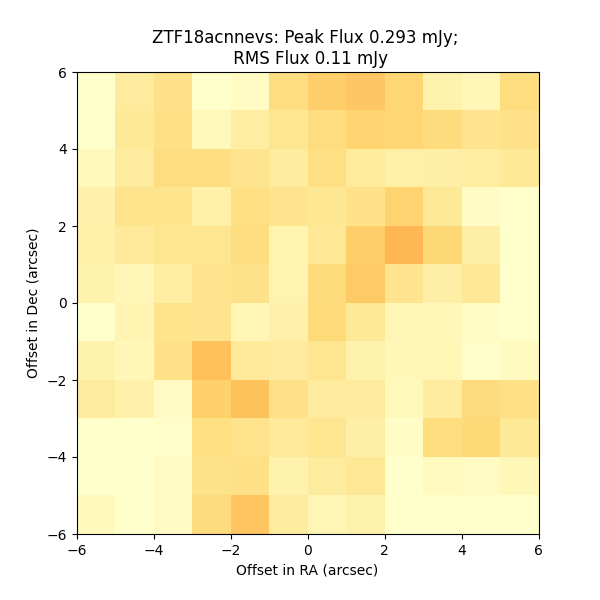 ZTF18acnnevs: Peak Flux 0.293 mJy;
RMS Flux 0.11 mJy
6
4
2
0
−2
−4
−6
Offset in Dec (arcsec)
−6 −4 −2 0 2 4 6
Offset in RA (arcsec)